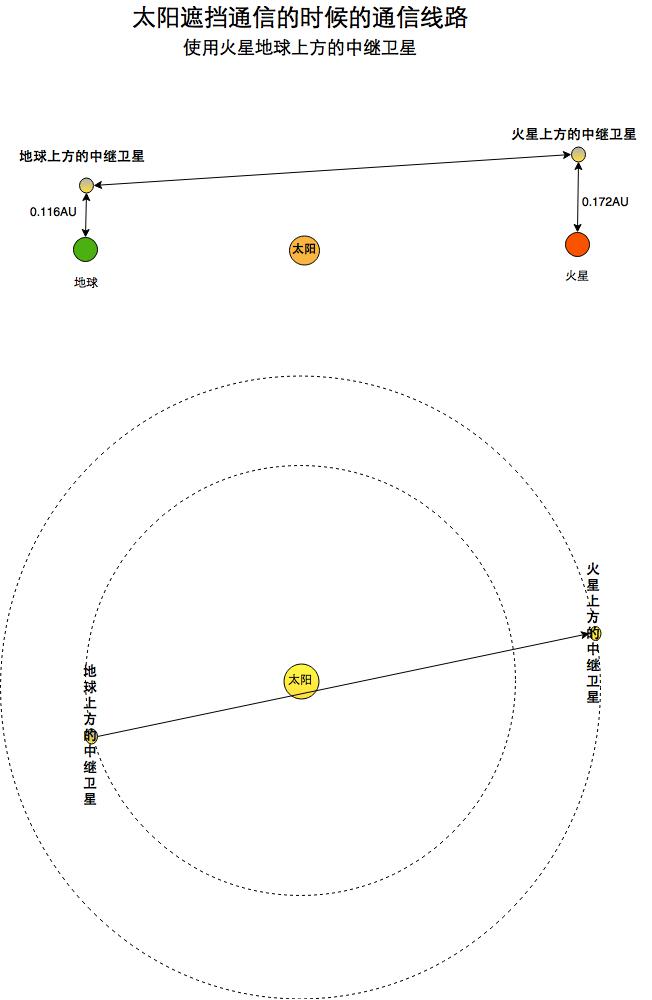 太阳遮挡通信的时候的通信线路
使用火星地球上方的中继卫星
火星上方的中继卫星
地球上方的中继卫星
0.116AU
0.172AU
太阳
地球
火星
火星上方的中继卫星
地球上方的中继卫星
太阳